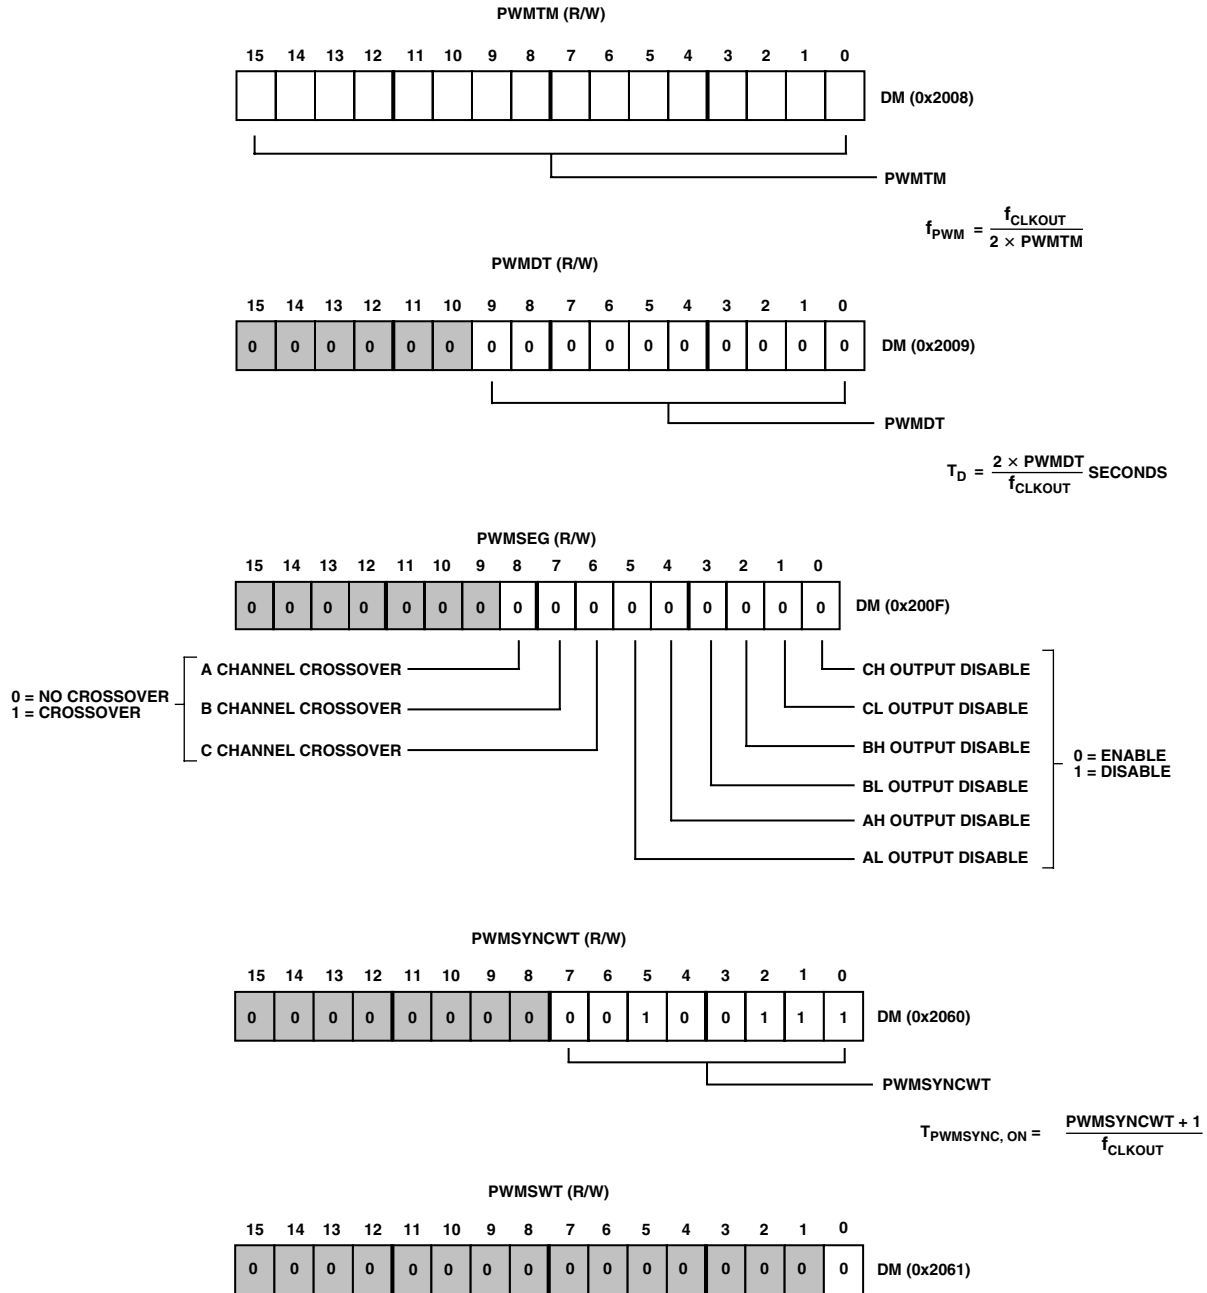 PWMTM (R/W)
15 14 13 12 11 10 9 8 7 6 5 4 3 2 1 0
DM (0x2008)
PWMTM
f_PWM = f_CLKOUT / 2 × PWMTM
PWMDT (R/W)
15 14 13 12 11 10 9 8 7 6 5 4 3 2 1 0
0 0 0 0 0 0 0 0 0 0 0 0 0 0 0 0 DM (0x2009)
PWMDT
T_D = 2 × PWMDT / f_CLKOUT SECONDS
PWMSEG (R/W)
15 14 13 12 11 10 9 8 7 6 5 4 3 2 1 0
0 0 0 0 0 0 0 0 0 0 0 0 0 0 0 0 DM (0x200F)
0 = NO CROSSOVER
1 = CROSSOVER
A CHANNEL CROSSOVER
B CHANNEL CROSSOVER
C CHANNEL CROSSOVER
CH OUTPUT DISABLE
CL OUTPUT DISABLE
BH OUTPUT DISABLE
BL OUTPUT DISABLE
AH OUTPUT DISABLE
AL OUTPUT DISABLE
0 = ENABLE
1 = DISABLE
PWMSYNCWT (R/W)
15 14 13 12 11 10 9 8 7 6 5 4 3 2 1 0
0 0 0 0 0 0 0 0 0 0 1 0 0 1 1 1 DM (0x2060)
PWMSYNCWT
T_PWMSYNC, ON = PWMSYNCWT + 1 / f_CLKOUT
PWMSWT (R/W)
15 14 13 12 11 10 9 8 7 6 5 4 3 2 1 0
0 0 0 0 0 0 0 0 0 0 0 0 0 0 0 0 DM (0x2061)